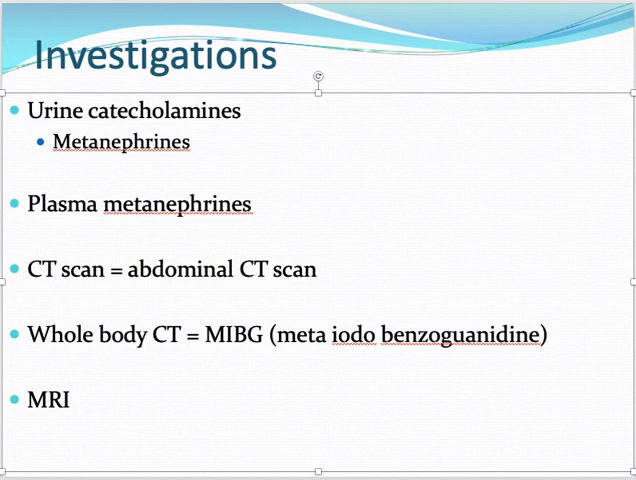 Investigations
Urine catecholamines
Metanephrines
Plasma metanephrines
CT scan = abdominal CT scan
Whole body CT = MIBG (meta iodo benzoguanidine)
MRI